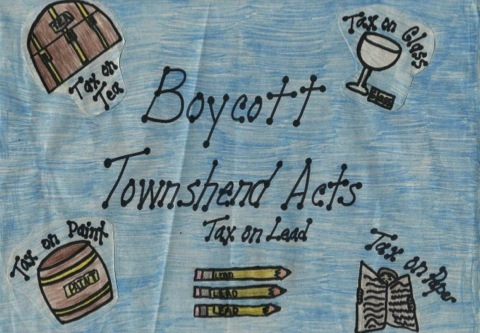 Tax on
Tea
Tax on Glass
Boycott
Townshend Acts
Tax on Lead
Tax on Paint
PAINT
LEAD
LEAD
LEAD
Tax on Paper